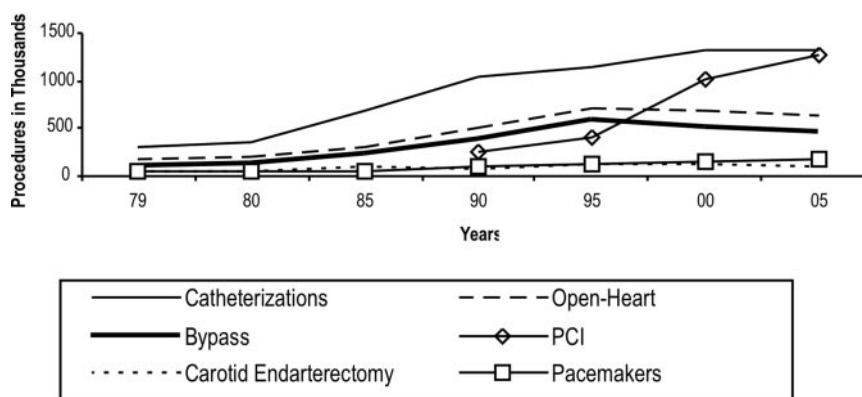 Procedures in Thousands
1500
1000
500
0
79 80 85 90 95 00 05
Years
Catheterizations Open-Heart
Bypass PCI
Carotid Endarterectomy Pacemakers